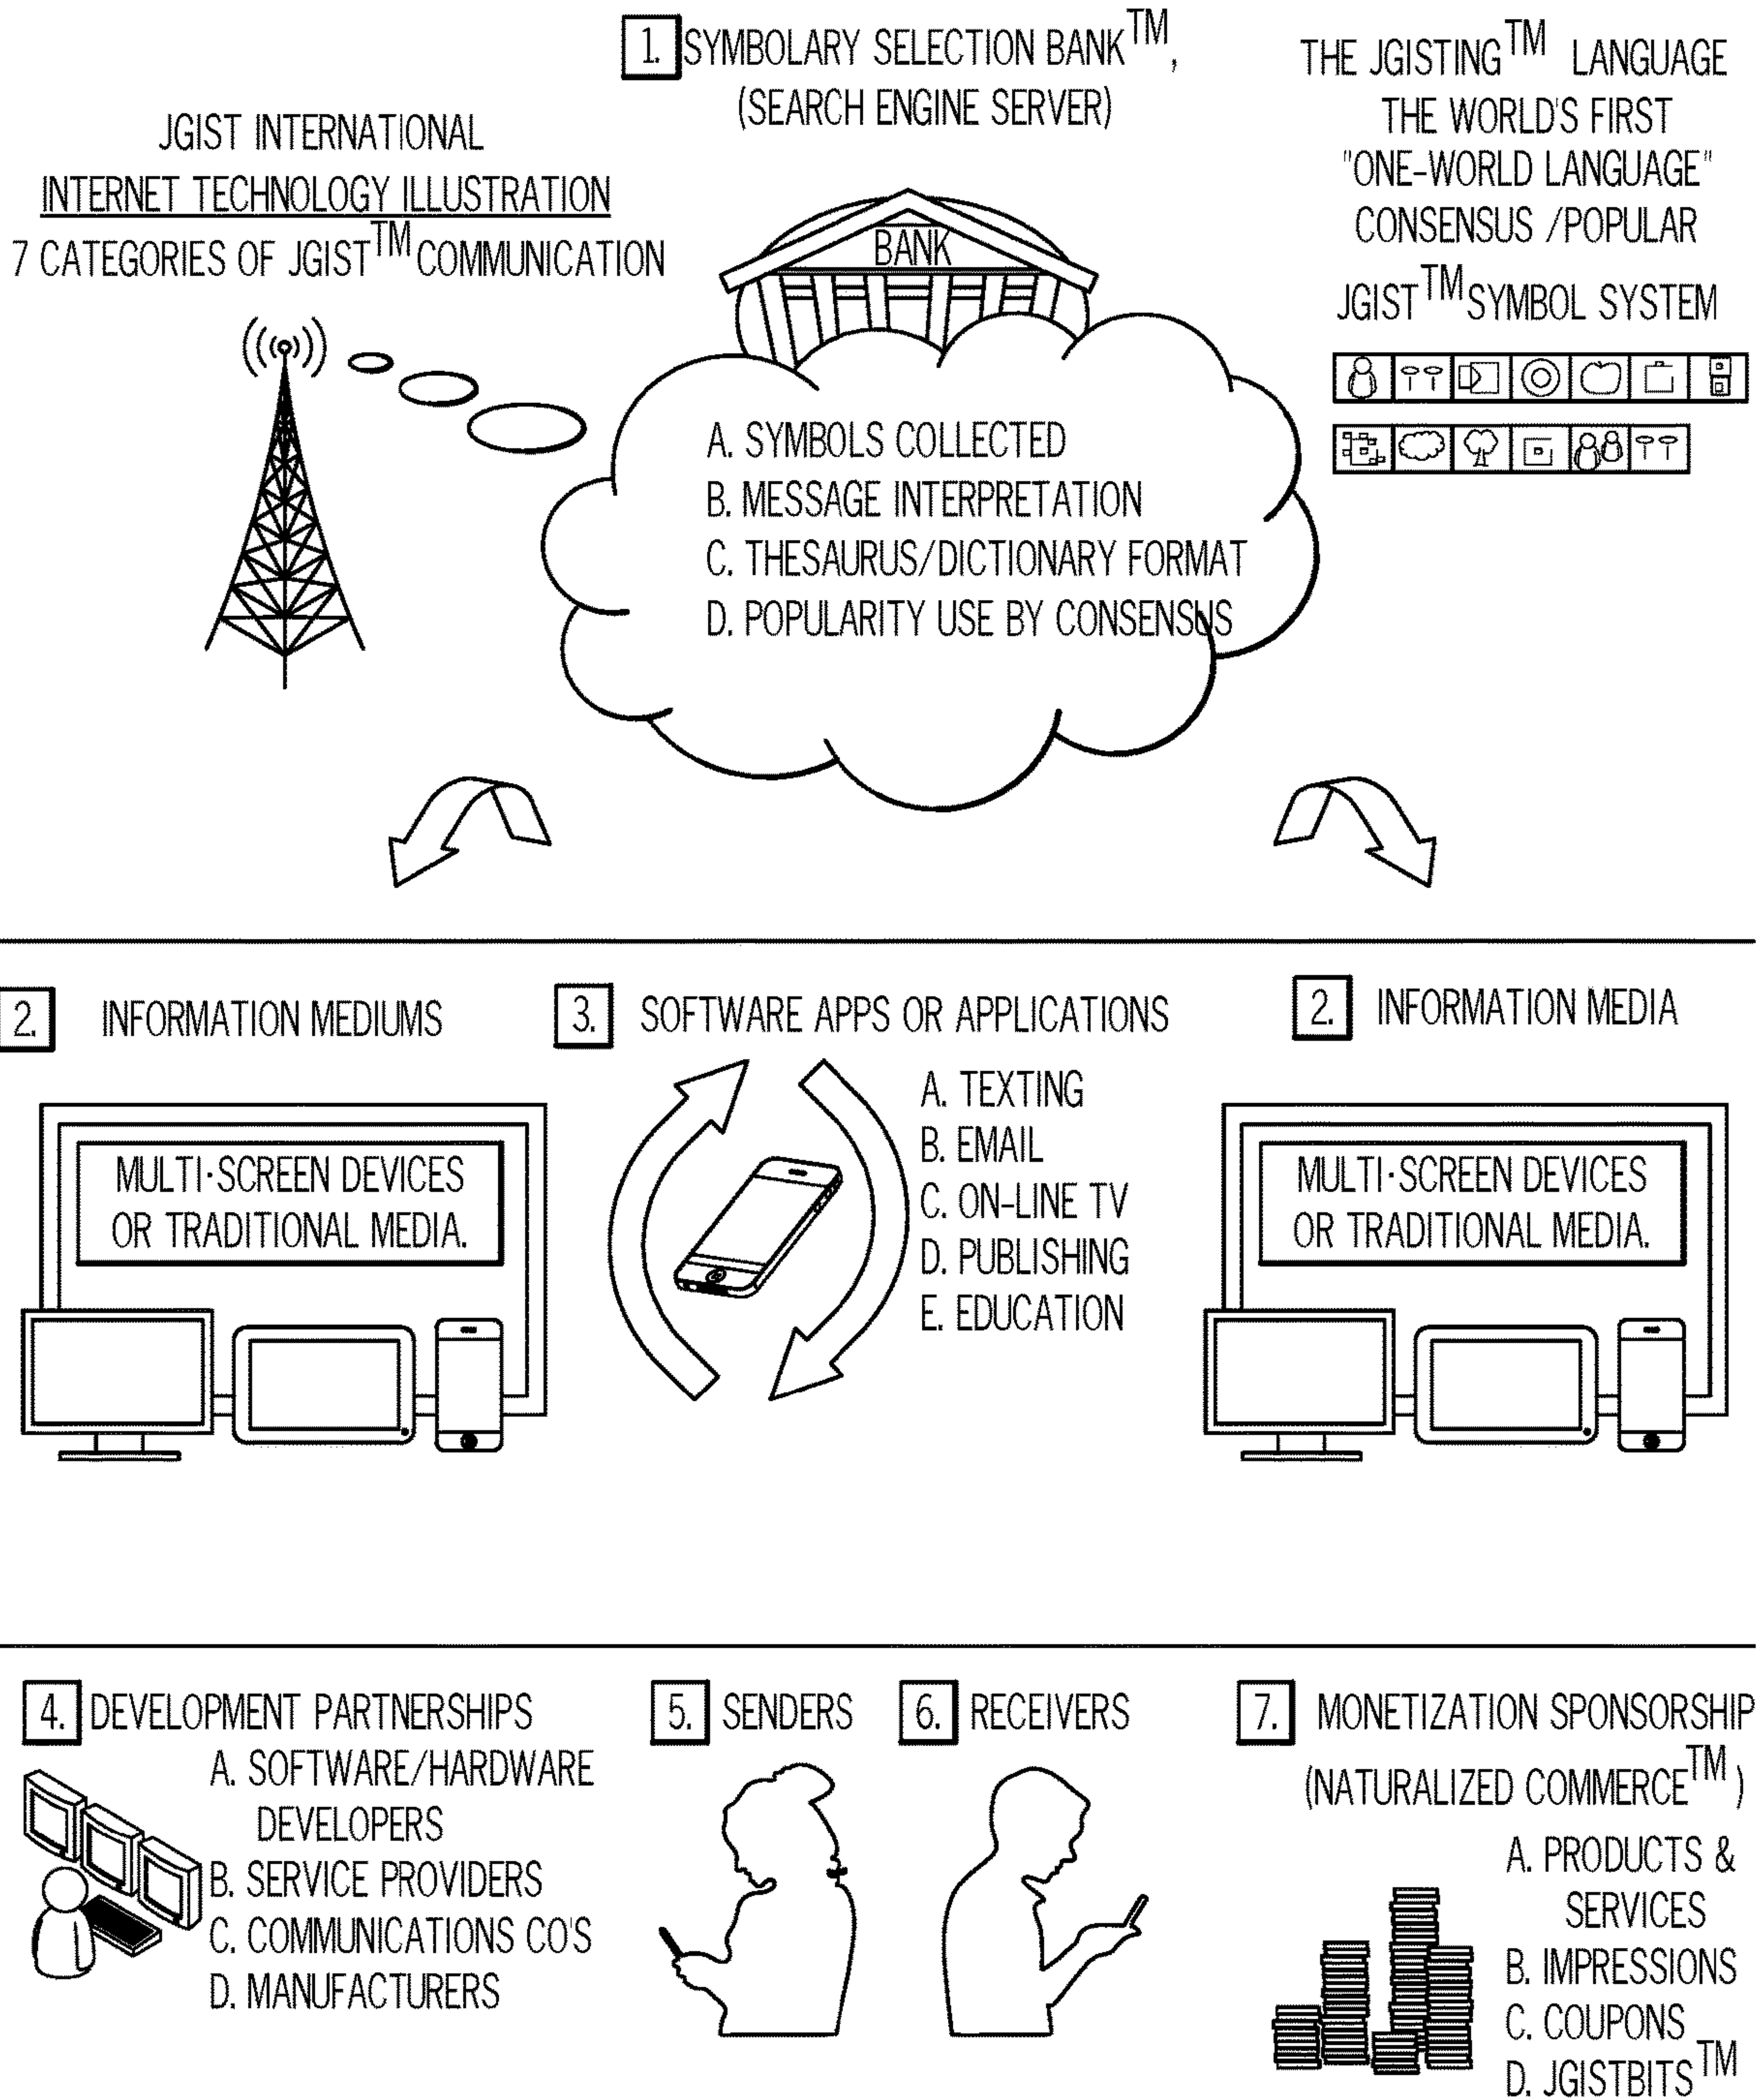 JGIST INTERNATIONAL
INTERNET TECHNOLOGY ILLUSTRATION
7 CATEGORIES OF JGIST™ COMMUNICATION
1. SYMBOLARY SELECTION BANK™,
(SEARCH ENGINE SERVER)
THE JGISTING™ LANGUAGE
THE WORLD'S FIRST
"ONE-WORLD LANGUAGE"
CONSENSUS /POPULAR
JGIST™ SYMBOL SYSTEM
BANK
A. SYMBOLS COLLECTED
B. MESSAGE INTERPRETATION
C. THESAURUS/DICTIONARY FORMAT
D. POPULARITY USE BY CONSENSUS
2. INFORMATION MEDIUMS
MULTI·SCREEN DEVICES
OR TRADITIONAL MEDIA.
3. SOFTWARE APPS OR APPLICATIONS
A. TEXTING
B. EMAIL
C. ON-LINE TV
D. PUBLISHING
E. EDUCATION
2. INFORMATION MEDIA
MULTI·SCREEN DEVICES
OR TRADITIONAL MEDIA.
4. DEVELOPMENT PARTNERSHIPS
A. SOFTWARE/HARDWARE
DEVELOPERS
B. SERVICE PROVIDERS
C. COMMUNICATIONS CO'S
D. MANUFACTURERS
5. SENDERS
6. RECEIVERS
7. MONETIZATION SPONSORSHIP
(NATURALIZED COMMERCE™)
A. PRODUCTS &
SERVICES
B. IMPRESSIONS
C. COUPONS
D. JGISTBITS™